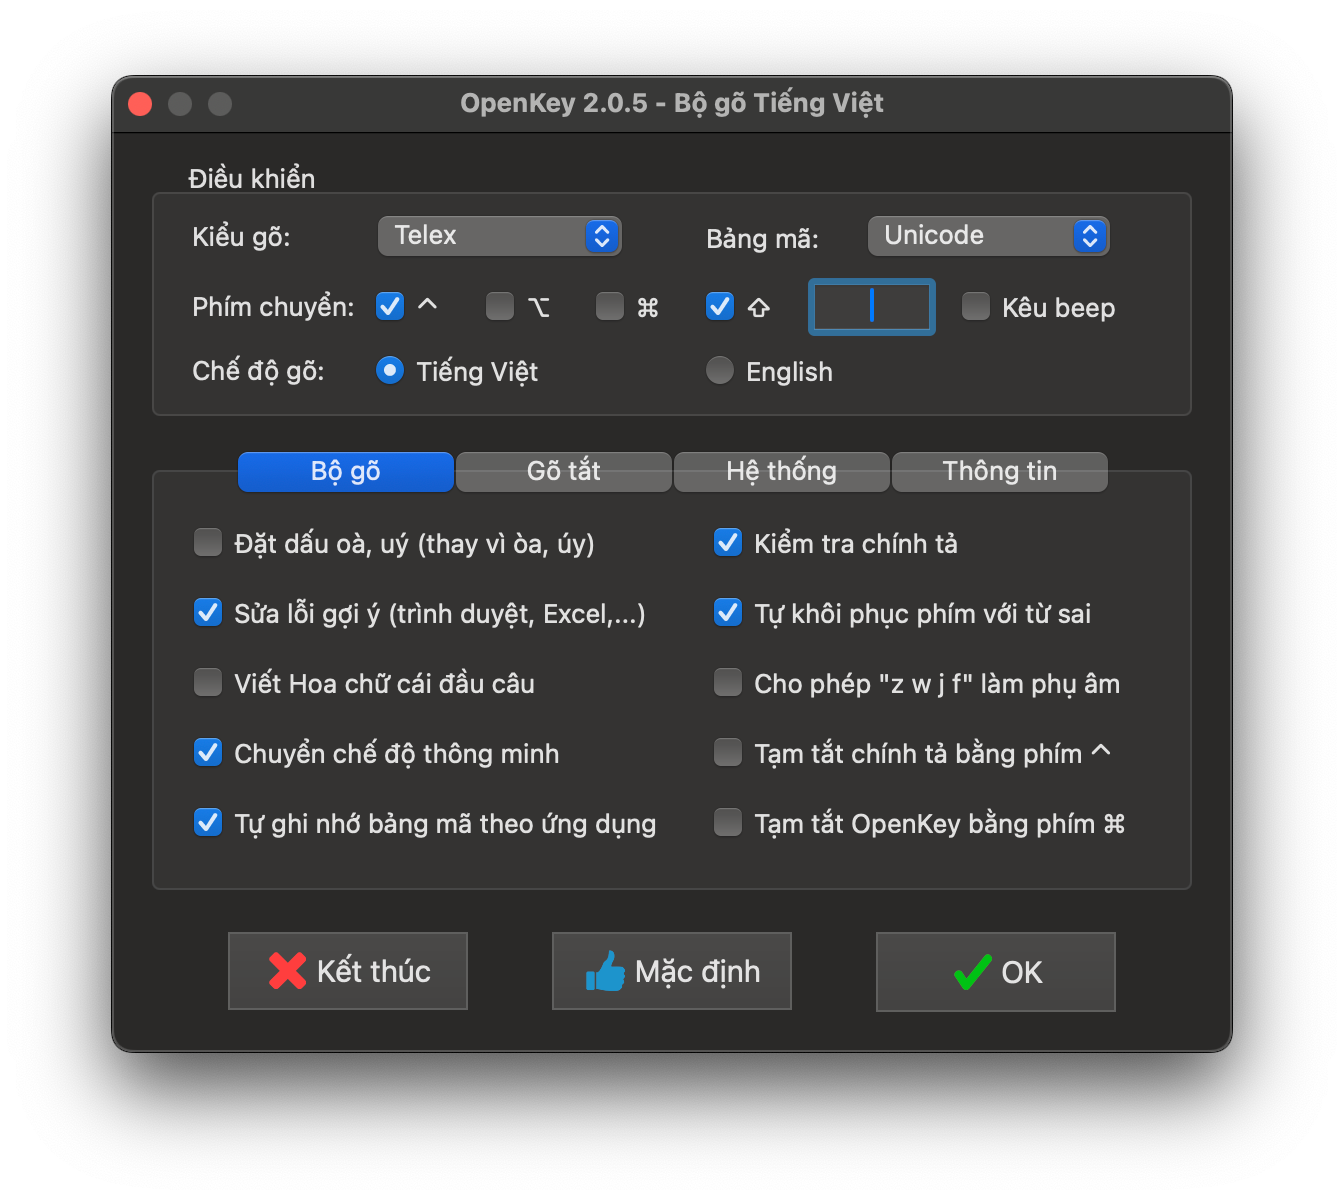 OpenKey 2.0.5 - Bộ gõ Tiếng Việt
Điều khiển
Kiểu gõ: Telex Bảng mã: Unicode
Phím chuyển: ^ ⌥ ⌘ ⇧ Kêu beep
Chế độ gõ: Tiếng Việt English
Bộ gõ Gõ tắt Hệ thống Thông tin
Đặt dấu oà, uý (thay vì òa, úy) Kiểm tra chính tả
Sửa lỗi gợi ý (trình duyệt, Excel,...) Tự khôi phục phím với từ sai
Viết Hoa chữ cái đầu câu Cho phép "z w j f" làm phụ âm
Chuyển chế độ thông minh Tạm tắt chính tả bằng phím ^
Tự ghi nhớ bảng mã theo ứng dụng Tạm tắt OpenKey bằng phím ⌘
Kết thúc Mặc định OK